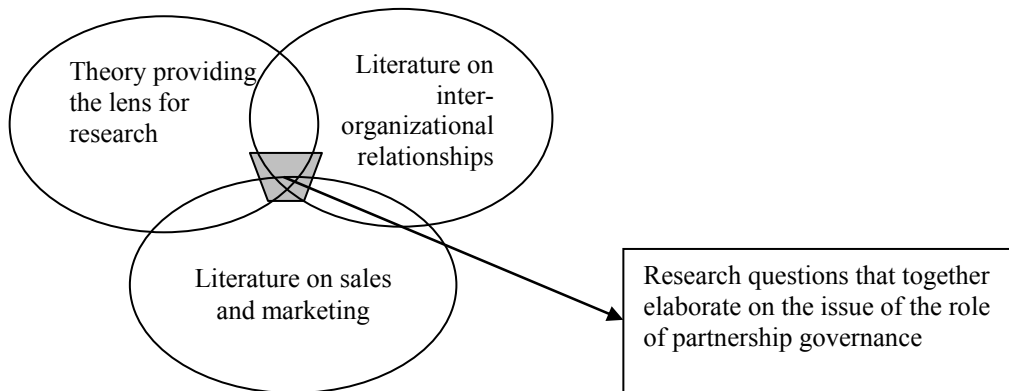 Theory providing
the lens for
research
Literature on
inter-
organizational
relationships
Literature on sales
and marketing
Research questions that together
elaborate on the issue of the role
of partnership governance